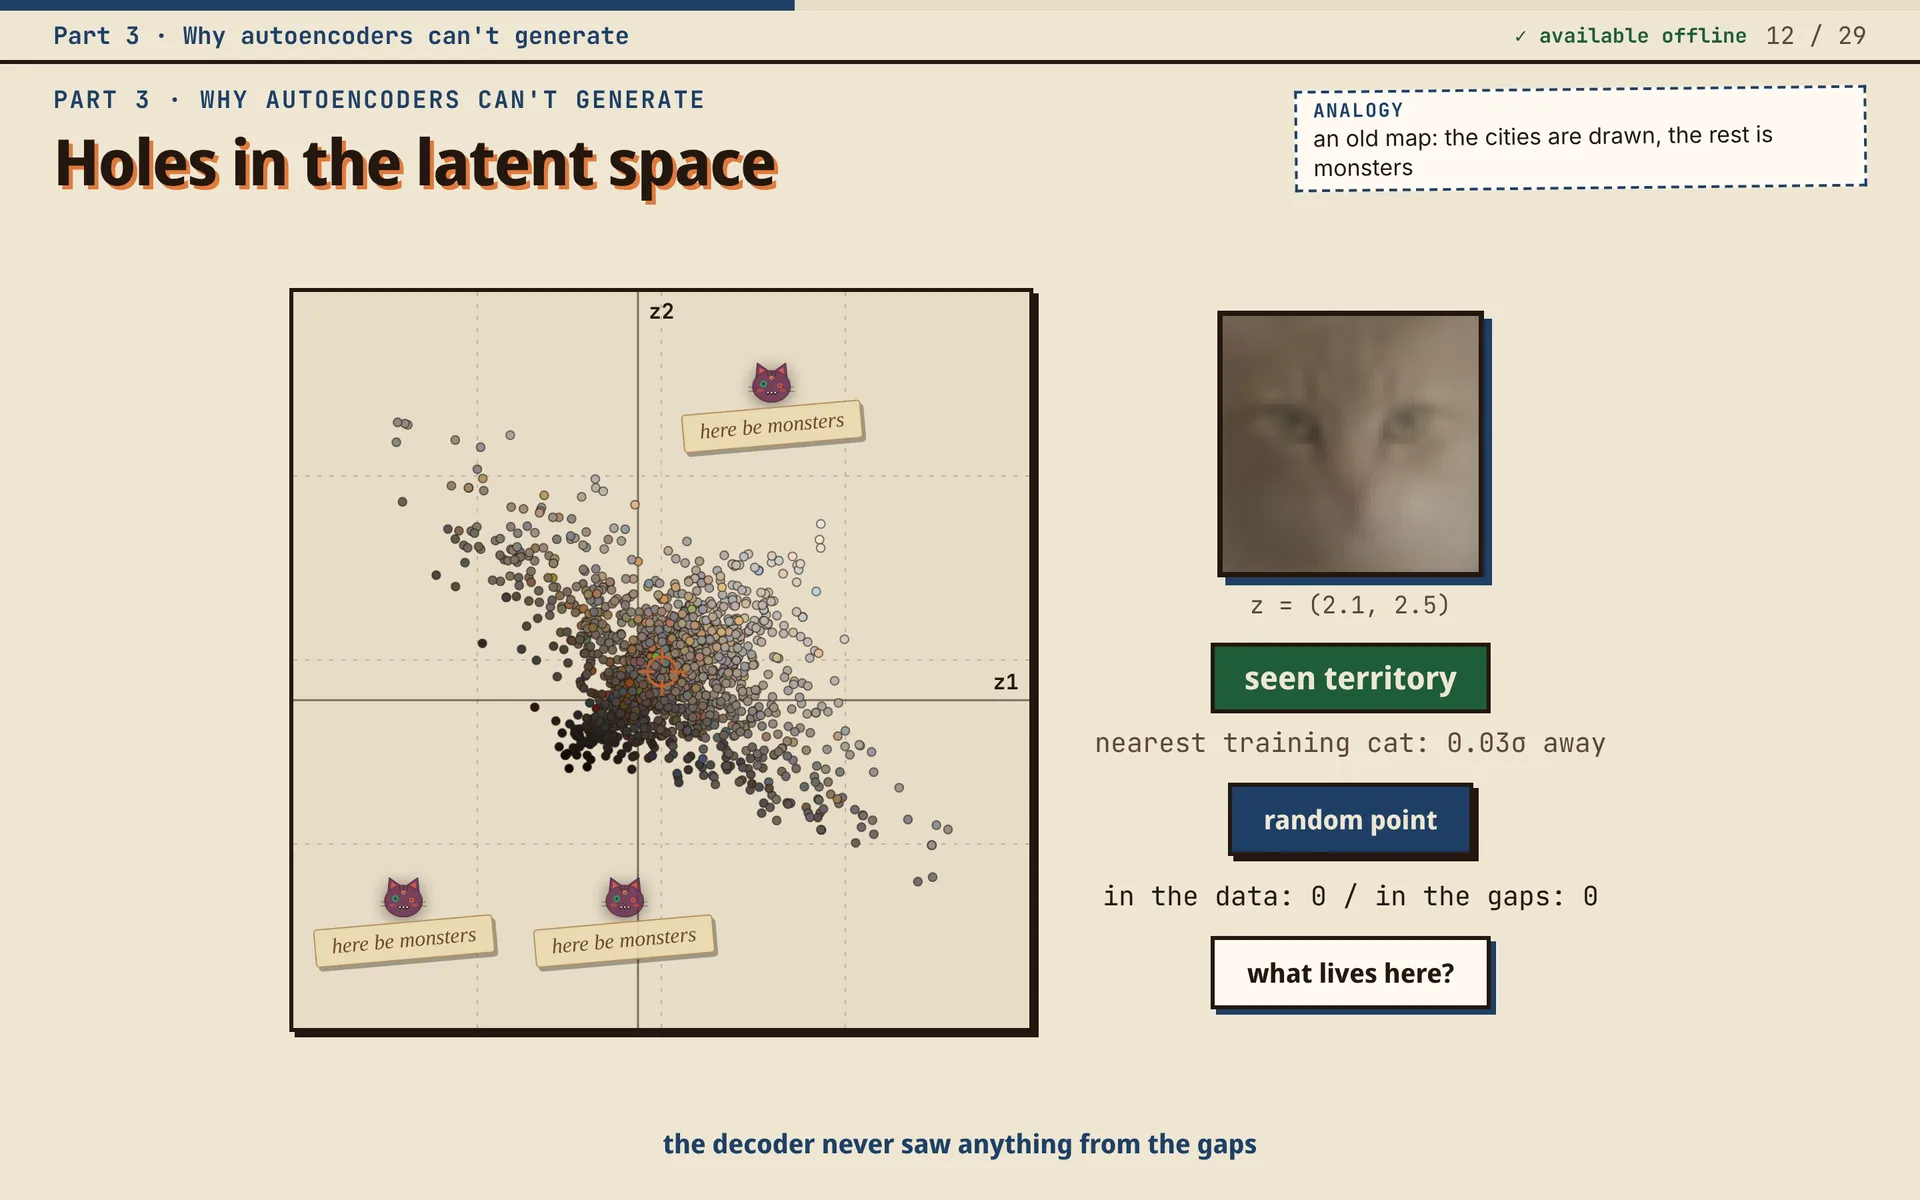 Part 3 · Why autoencoders can't generate
✓ available offline 12 / 29
PART 3 · WHY AUTOENCODERS CAN'T GENERATE
Holes in the latent space
ANALOGY
an old map: the cities are drawn, the rest is
monsters
z2
here be monsters
z1
here be monsters
here be monsters
z = (2.1, 2.5)
seen territory
nearest training cat: 0.03σ away
random point
in the data: 0 / in the gaps: 0
what lives here?
the decoder never saw anything from the gaps